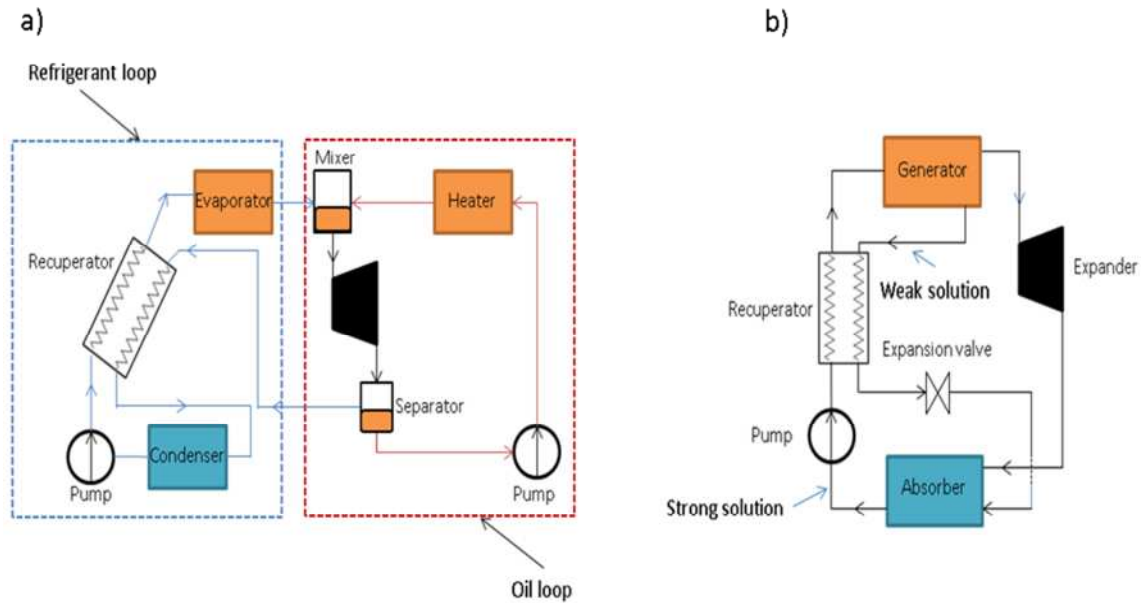 a)
Refrigerant loop
Mixer
Evaporator
Heater
Recuperator
Separator
Condenser
Pump
Pump
Oil loop
b)
Generator
Expander
Weak solution
Recuperator
Expansion valve
Pump
Absorber
Strong solution